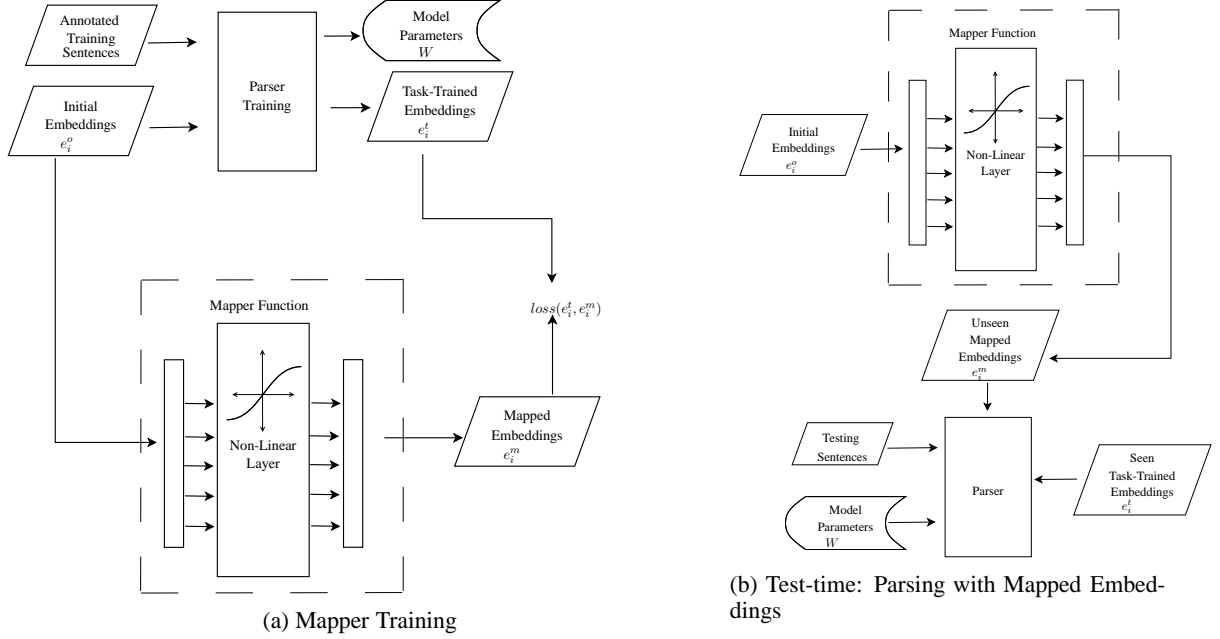 Annotated
Training
Sentences
Model
Parameters
W
Parser
Training
Initial
Embeddings
e_i^o
Task-Trained
Embeddings
e_i^t
loss(e_i^t, e_i^m)
Mapper Function
Non-Linear
Layer
Mapped
Embeddings
e_i^m
(a) Mapper Training
Mapper Function
Initial
Embeddings
e_i^o
Non-Linear
Layer
Unseen
Mapped
Embeddings
e_i^m
Testing
Sentences
Parser
Seen
Task-Trained
Embeddings
e_i^t
Model
Parameters
W
(b) Test-time: Parsing with Mapped Embed-
dings